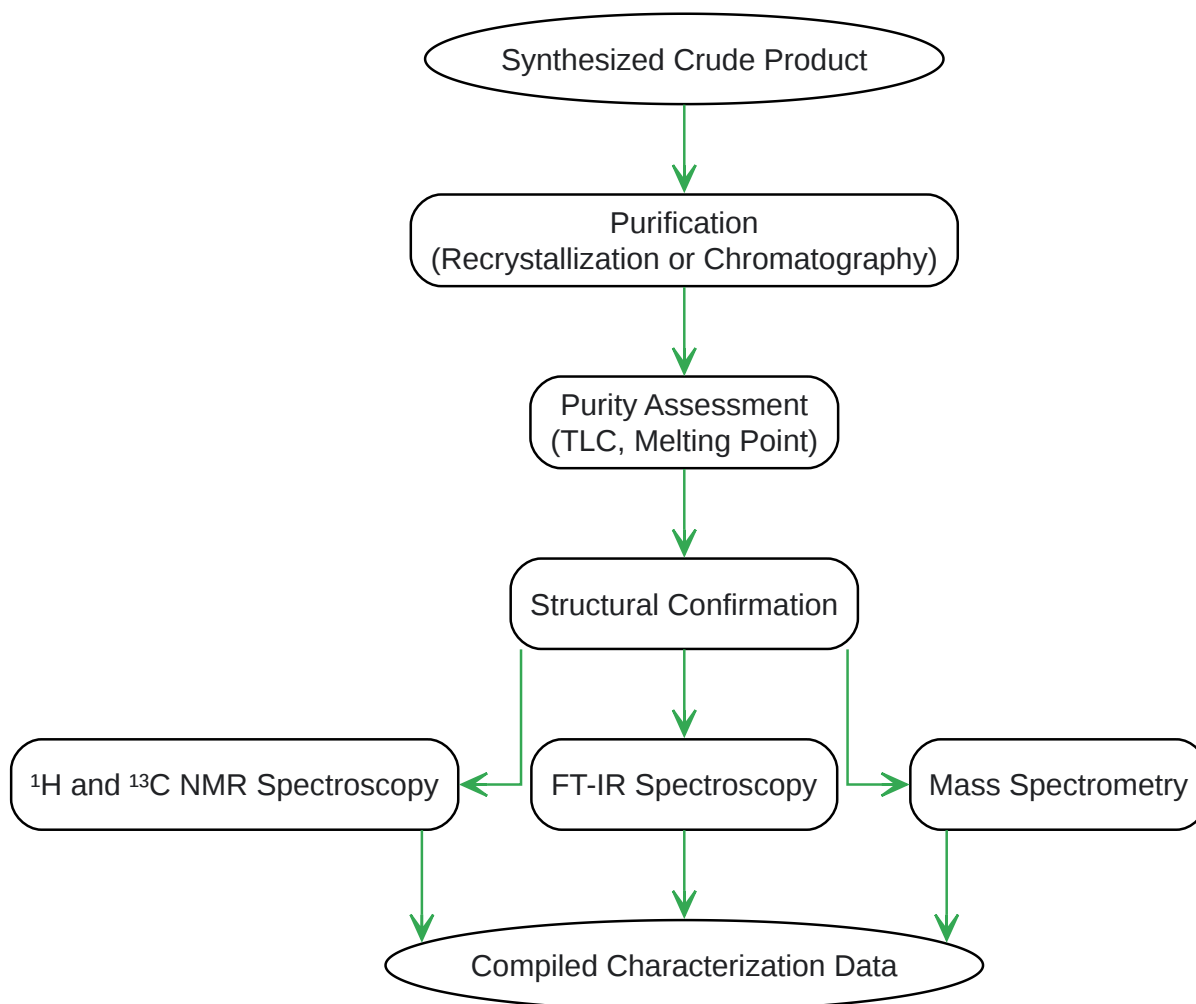 Synthesized Crude Product
Purification
(Recrystallization or Chromatography)
Purity Assessment
(TLC, Melting Point)
Structural Confirmation
¹H and ¹³C NMR Spectroscopy
FT-IR Spectroscopy
Mass Spectrometry
Compiled Characterization Data